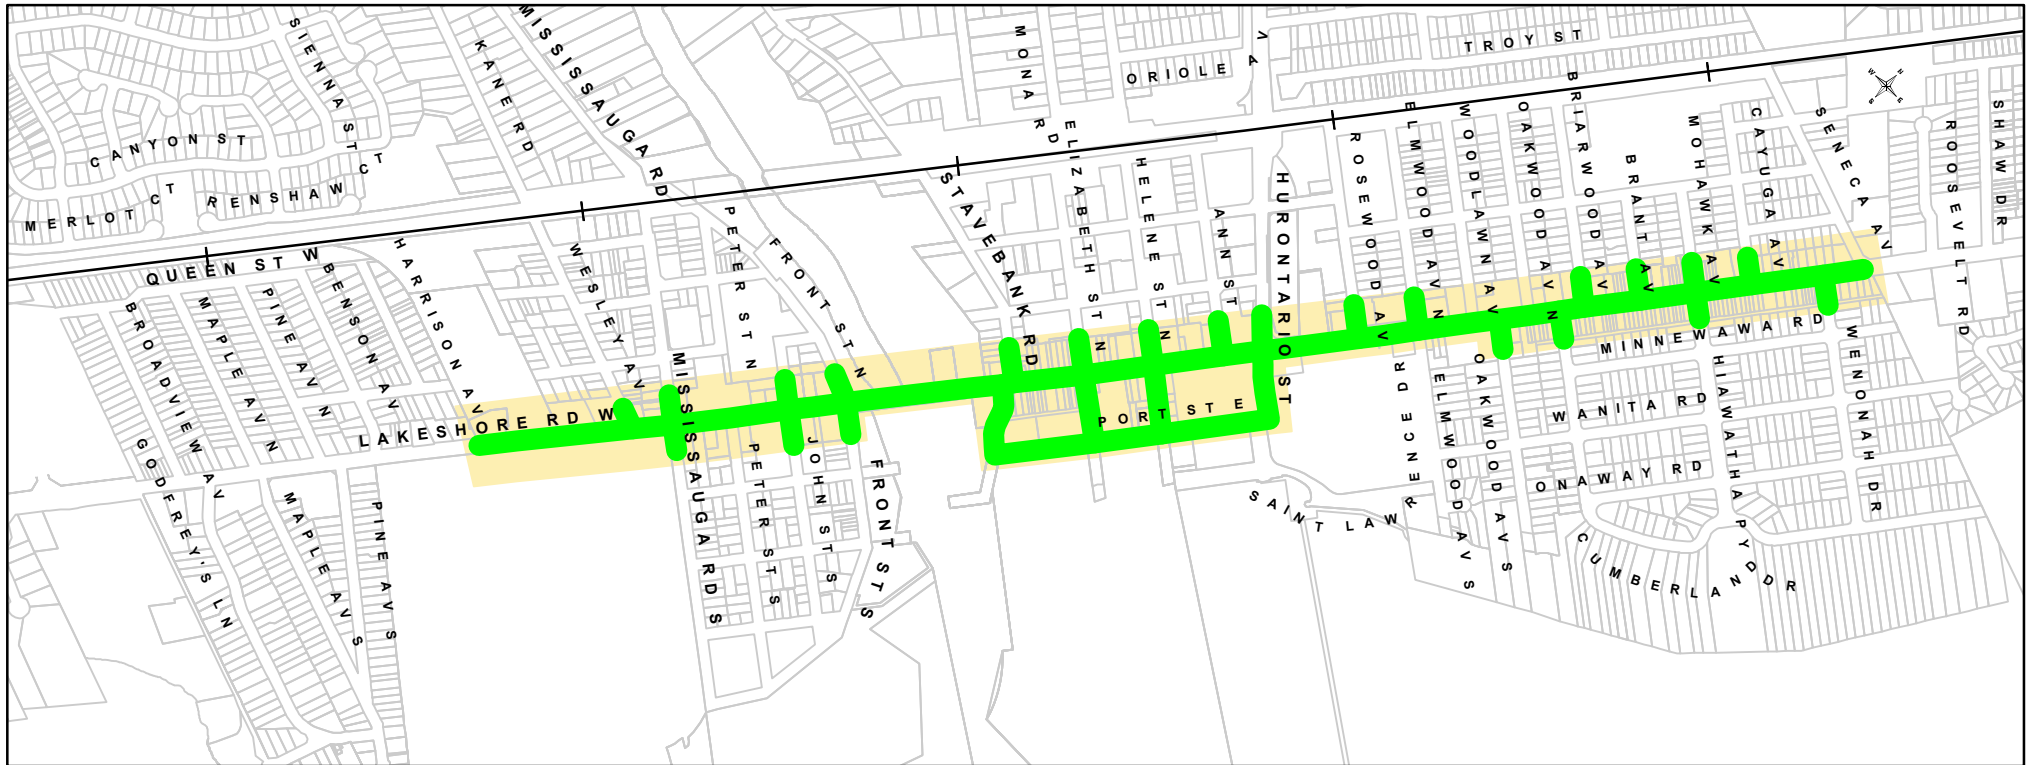 TROY ST
ORIOLE AV
MONA RD
MISSISSAUGA RD
KANE RD
SIENNA ST
CANYON ST
RENSHAW CT
MERLOT CT
QUEEN ST W
HARRISON AV
BENSON AV
PINE AV N
MAPLE AV N
BROADVIEW AV
GODFREY'S LN
MAPLE AV S
PINE AV S
LAKESHORE RD W
WESLEY AV
PETER ST N
FRONT ST N
MISSISSAUGA RD S
PETER ST S
JOHN ST S
FRONT ST S
STAVEBANK RD
ELIZABETH ST N
HELENE ST N
ANN ST
HURONTARIO ST
PORT ST E
ROSEWOOD AV
ELMWOOD AV N
WOODLAWN AV
OAKWOOD AV N
BRIARWOOD AV
BRANT AV
MOHAWK AV
CAYUGA AV
SENECA AV
ROOSEVELT RD
SHAW DR
MINNEWAWA RD
WANITA RD
ONAWAY RD
HIAWATHA PY
WENONAH DR
CUMBERLAND DR
OAKWOOD AV S
ELMWOOD AV S
SAINT LAWRENCE DR
N
E
S
W